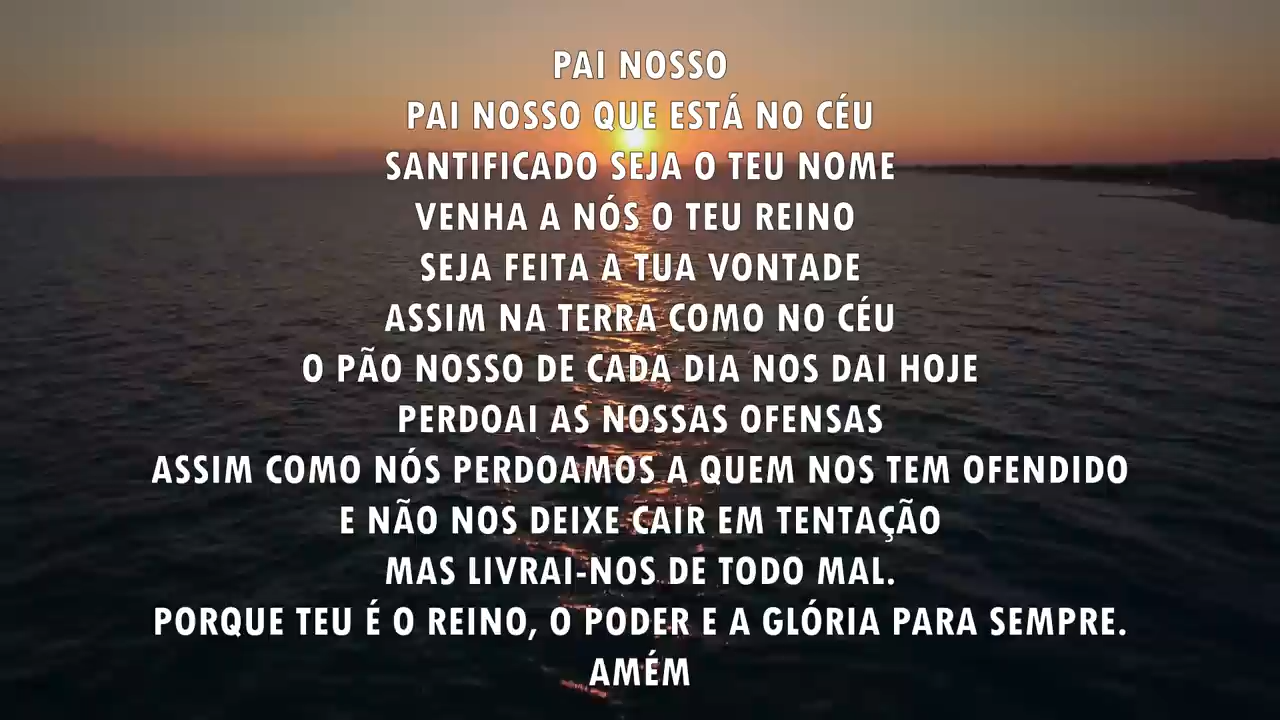 PAI NOSSO
PAI NOSSO QUE ESTÁ NO CÉU
SANTIFICADO SEJA O TEU NOME
VENHA A NÓS O TEU REINO
SEJA FEITA A TUA VONTADE
ASSIM NA TERRA COMO NO CÉU
O PÃO NOSSO DE CADA DIA NOS DAI HOJE
PERDOAI AS NOSSAS OFENSAS
ASSIM COMO NÓS PERDOAMOS A QUEM NOS TEM OFENDIDO
E NÃO NOS DEIXE CAIR EM TENTAÇÃO
MAS LIVRAI-NOS DE TODO MAL.
PORQUE TEU É O REINO, O PODER E A GLÓRIA PARA SEMPRE.
AMÉM